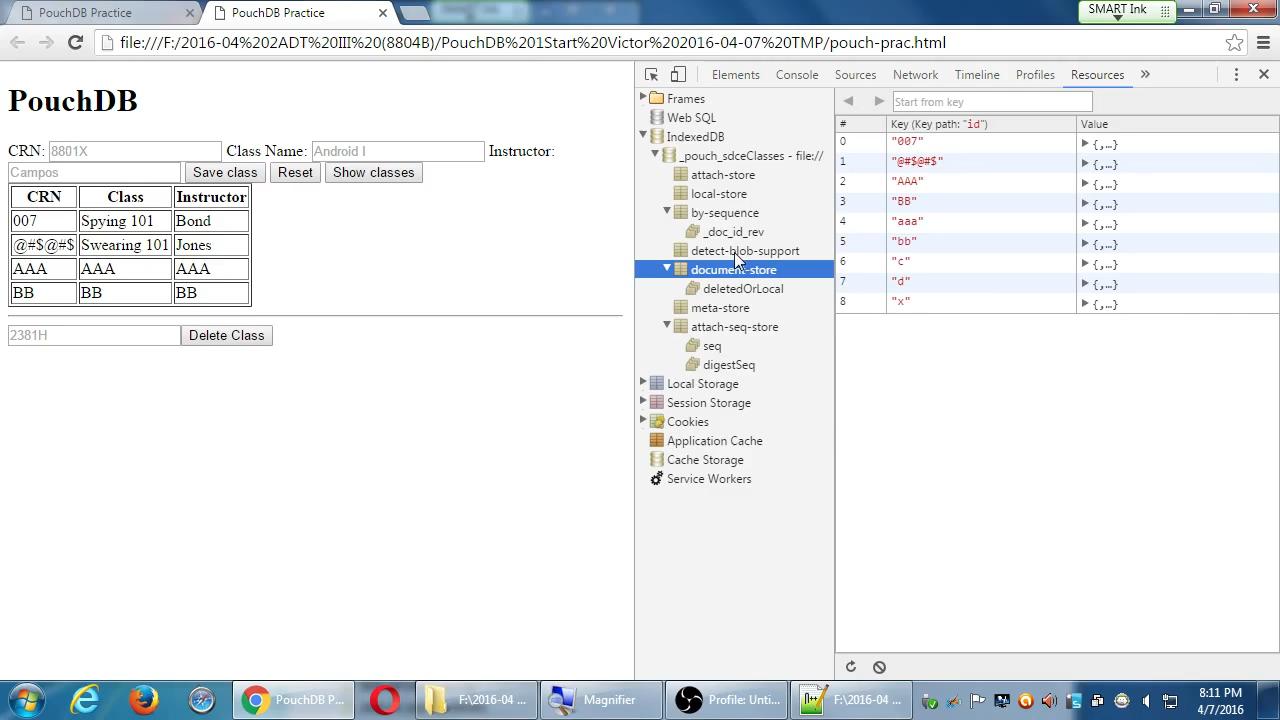 PouchDB Practice
PouchDB Practice
SMART Ink
file:///F:/2016-04%202ADT%20III%20(8804B)/PouchDB%201Start%20Victor%202016-04-07%20TMP/pouch-prac.html
PouchDB
CRN: 8801X Class Name: Android I Instructor:
Campos Save class Reset Show classes
CRN Class Instructor
007 Spying 101 Bond
@#$@#$ Swearing 101 Jones
AAA AAA AAA
BB BB BB
2381H Delete Class
Elements Console Sources Network Timeline Profiles Resources »
Frames
Web SQL
IndexedDB
_pouch_sdceClasses - file://
attach-store
local-store
by-sequence
_doc_id_rev
detect-blob-support
document-store
deletedOrLocal
meta-store
attach-seq-store
seq
digestSeq
Local Storage
Session Storage
Cookies
Application Cache
Cache Storage
Service Workers
Start from key
# Key (Key path: "id") Value
0 "007" {,…}
1 "@#$@#$" {,…}
2 "AAA" {,…}
3 "BB" {,…}
4 "aaa" {,…}
5 "bb" {,…}
6 "c" {,…}
7 "d" {,…}
8 "x" {,…}
PouchDB P...
F:\2016-04 ...
Magnifier
Profile: Unti...
F:\2016-04 ...
8:11 PM
4/7/2016